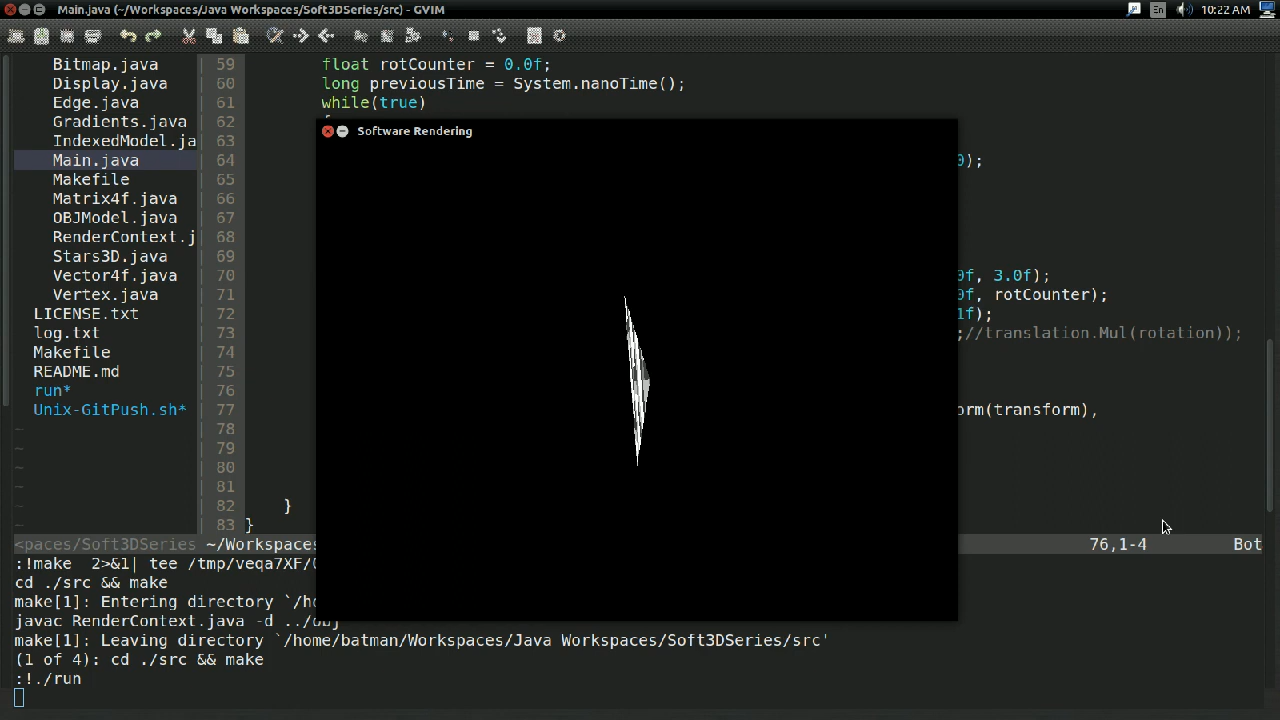 Main.java (~/Workspaces/Java Workspaces/Soft3DSeries/src) - GVIM
En
10:22 AM
Bitmap.java
Display.java
Edge.java
Gradients.java
IndexedModel.ja
Main.java
Makefile
Matrix4f.java
OBJModel.java
RenderContext.j
Stars3D.java
Vector4f.java
Vertex.java
LICENSE.txt
log.txt
Makefile
README.md
run*
Unix-GitPush.sh*
~
~
~
~
~
~
59 float rotCounter = 0.0f;
60 long previousTime = System.nanoTime();
61 while(true)
62
63
64 0);
65
66
67
68
69
70 0f, 3.0f);
71 0f, rotCounter);
72 1f);
73 ;//translation.Mul(rotation));
74
75
76
77 orm(transform),
78
79
80
81
82 }
83 }
Software Rendering
<paces/Soft3DSeries ~/Workspaces 76,1-4 Bot
:!make 2>&1| tee /tmp/veqa7XF/
cd ./src && make
make[1]: Entering directory `/ho
javac RenderContext.java -d ../obj
make[1]: Leaving directory `/home/batman/Workspaces/Java Workspaces/Soft3DSeries/src'
(1 of 4): cd ./src && make
:!./run